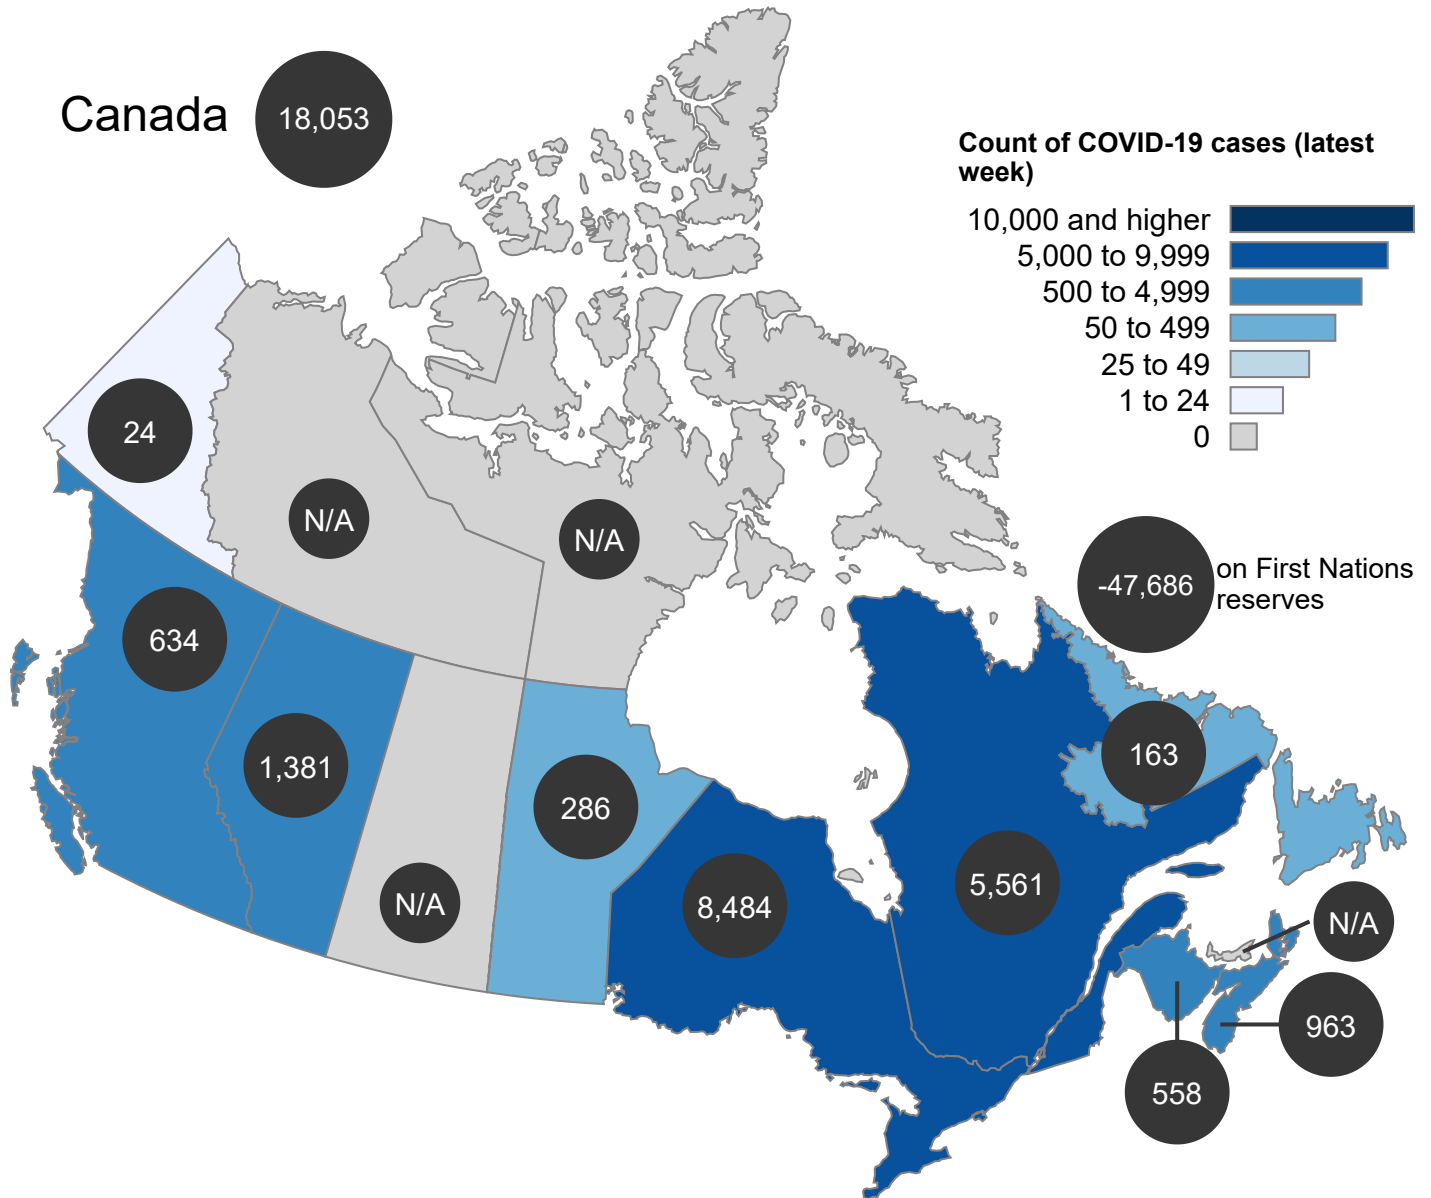 Canada
18,053
Count of COVID-19 cases (latest
week)
10,000 and higher
5,000 to 9,999
500 to 4,999
50 to 499
25 to 49
1 to 24
0
24
N/A
N/A
-47,686
on First Nations
reserves
634
1,381
286
163
N/A
8,484
5,561
N/A
963
558